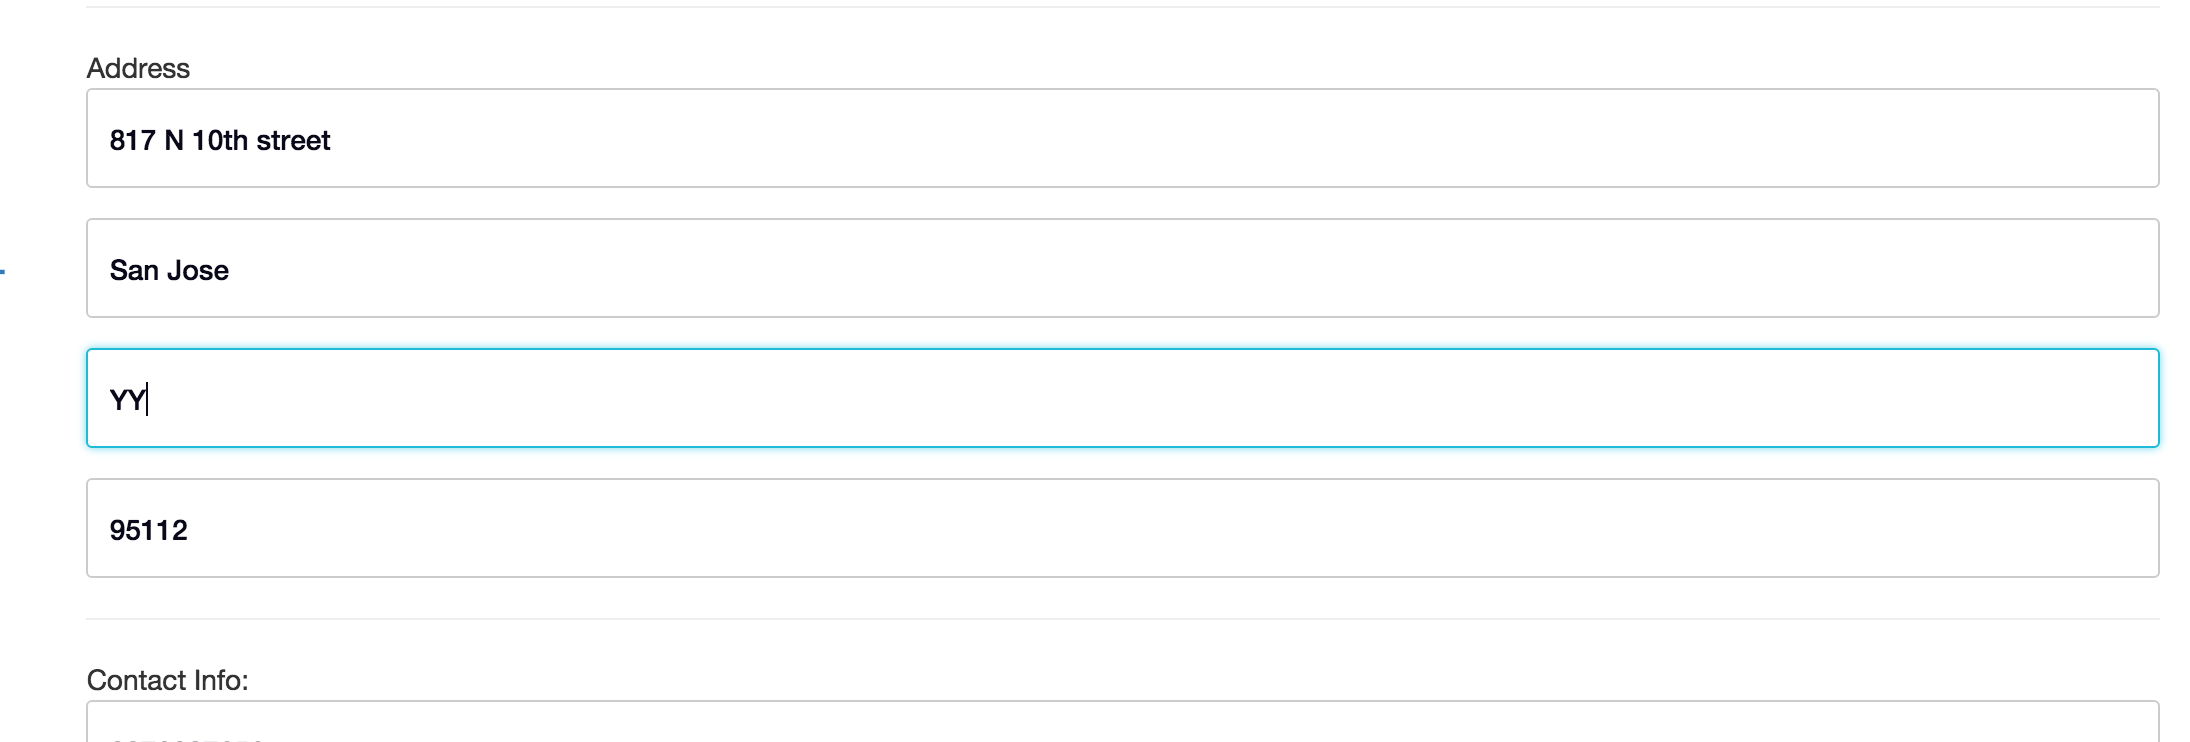 Address
817 N 10th street
San Jose
YY
95112
Contact Info: